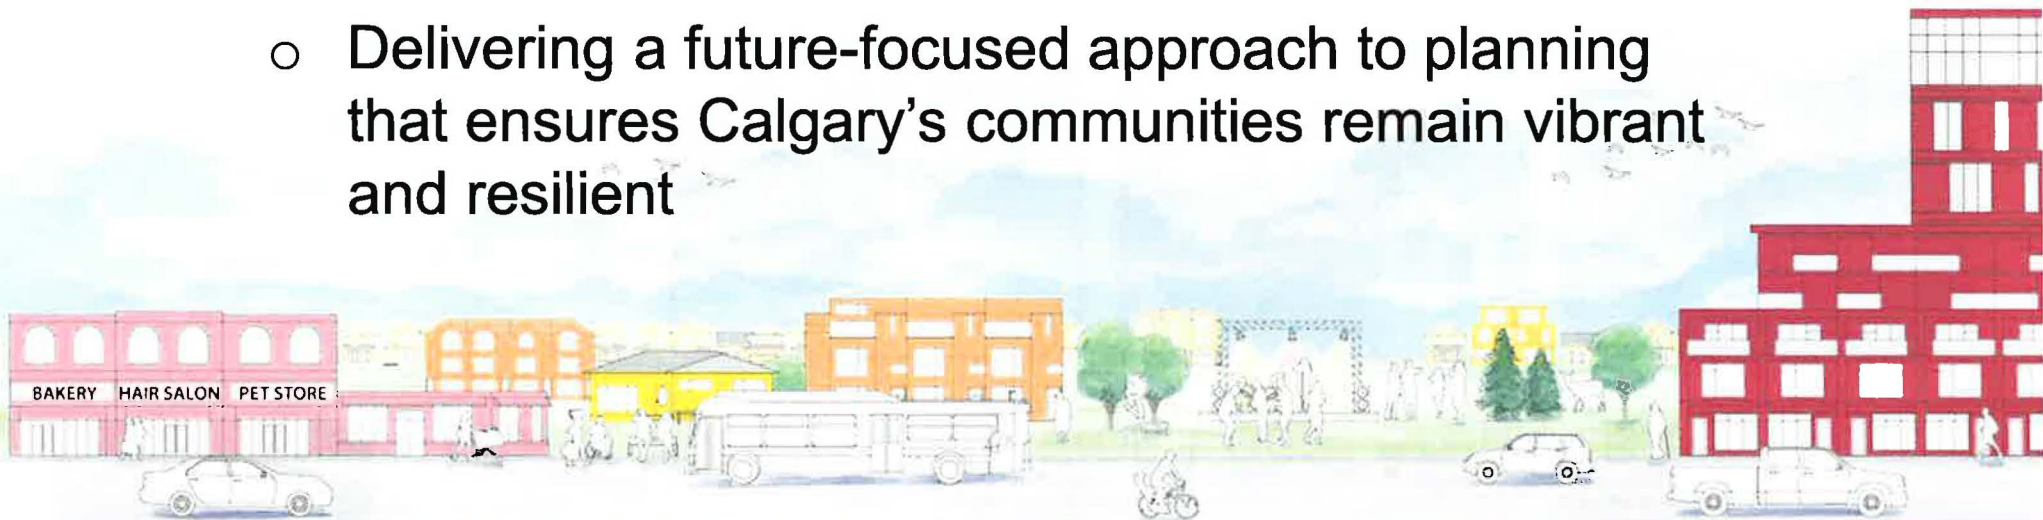 ○ Delivering a future-focused approach to planning
that ensures Calgary’s communities remain vibrant
and resilient
BAKERY HAIR SALON PET STORE